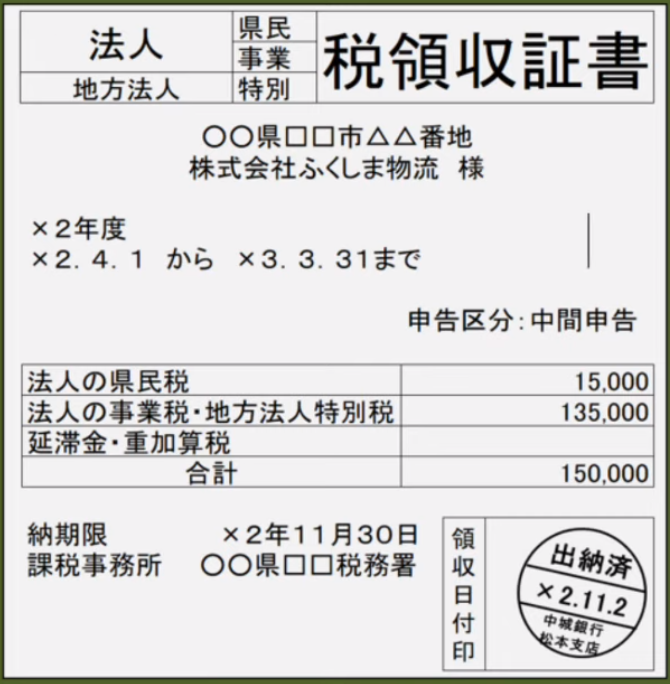 法人
県民
事業
地方法人
特別
税領収証書
〇〇県□□市△△番地
株式会社ふくしま物流 様
×2年度
×2. 4. 1 から ×3. 3. 31まで
申告区分:中間申告
法人の県民税 15,000
法人の事業税・地方法人特別税 135,000
延滞金・重加算税
合計 150,000
納期限 ×2年11月30日
課税事務所 〇〇県□□税務署
領収日付印
出納済
×2.11.2
中城銀行
松本支店